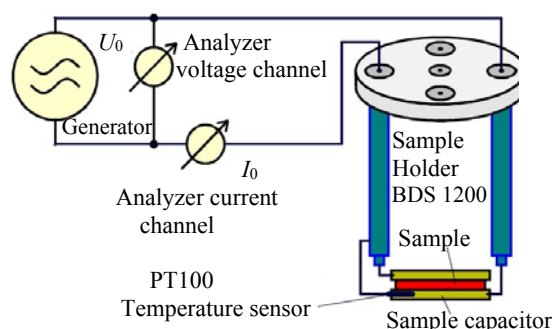 U0
Analyzer
voltage channel
Generator
I0
Analyzer current
channel
Sample
Holder
BDS 1200
Sample
PT100
Temperature sensor
Sample capacitor